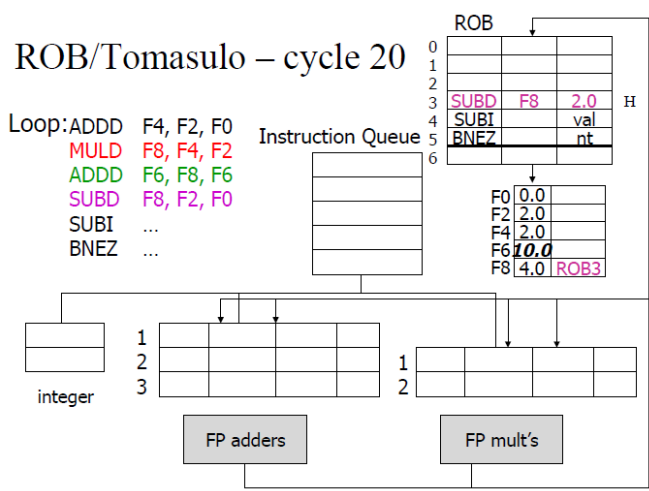 ROB/Tomasulo – cycle 20
ROB
0
1
2
3 SUBD F8 2.0 H
4 SUBI val
5 BNEZ nt
6
Loop: ADDD F4, F2, F0
MULD F8, F4, F2
ADDD F6, F8, F6
SUBD F8, F2, F0
SUBI ...
BNEZ ...
Instruction Queue
F0 0.0
F2 2.0
F4 2.0
F6 10.0
F8 4.0 ROB3
integer
1
2
3
1
2
FP adders
FP mult's